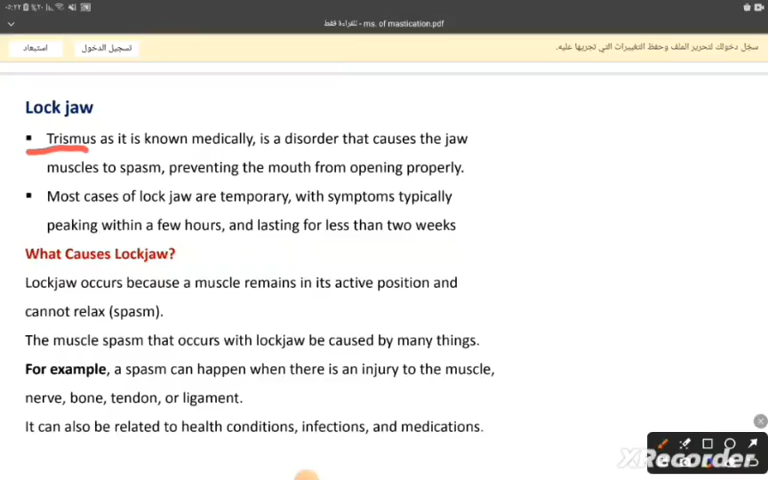 ٠٥:٢٢ ٪٢٠
للقراءة فقط - ms. of mastication.pdf
استبعاد
تسجيل الدخول
سجّل دخولك لتحرير الملف وحفظ التغييرات التي تجريها عليه.
Lock jaw
▪ Trismus as it is known medically, is a disorder that causes the jaw
muscles to spasm, preventing the mouth from opening properly.
▪ Most cases of lock jaw are temporary, with symptoms typically
peaking within a few hours, and lasting for less than two weeks
What Causes Lockjaw?
Lockjaw occurs because a muscle remains in its active position and
cannot relax (spasm).
The muscle spasm that occurs with lockjaw be caused by many things.
For example, a spasm can happen when there is an injury to the muscle,
nerve, bone, tendon, or ligament.
It can also be related to health conditions, infections, and medications.
XRecorder